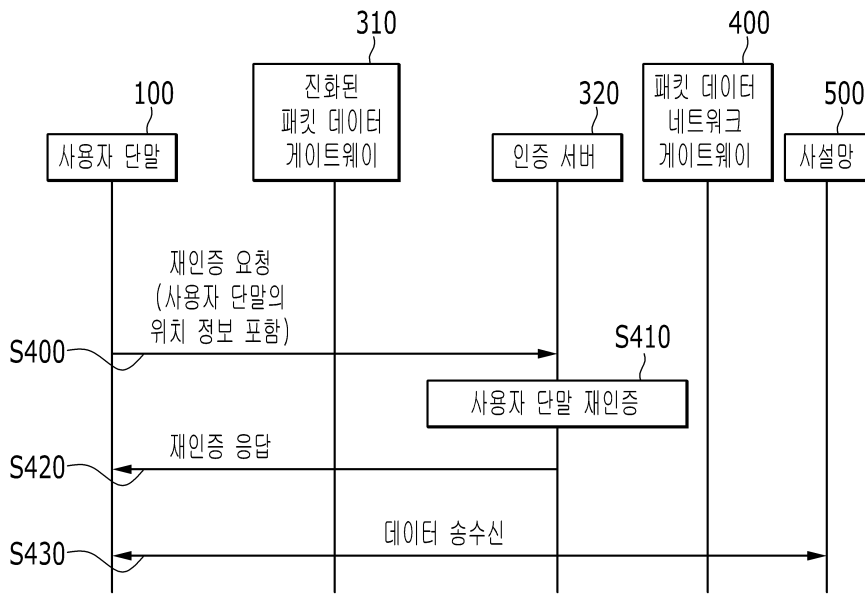 310
400
100
320
500
진화된
패킷 데이터
게이트웨이
패킷 데이터
네트워크
게이트웨이
사용자 단말
인증 서버
사설망
재인증 요청
(사용자 단말의
위치 정보 포함)
S400
S410
사용자 단말 재인증
재인증 응답
S420
데이터 송수신
S430